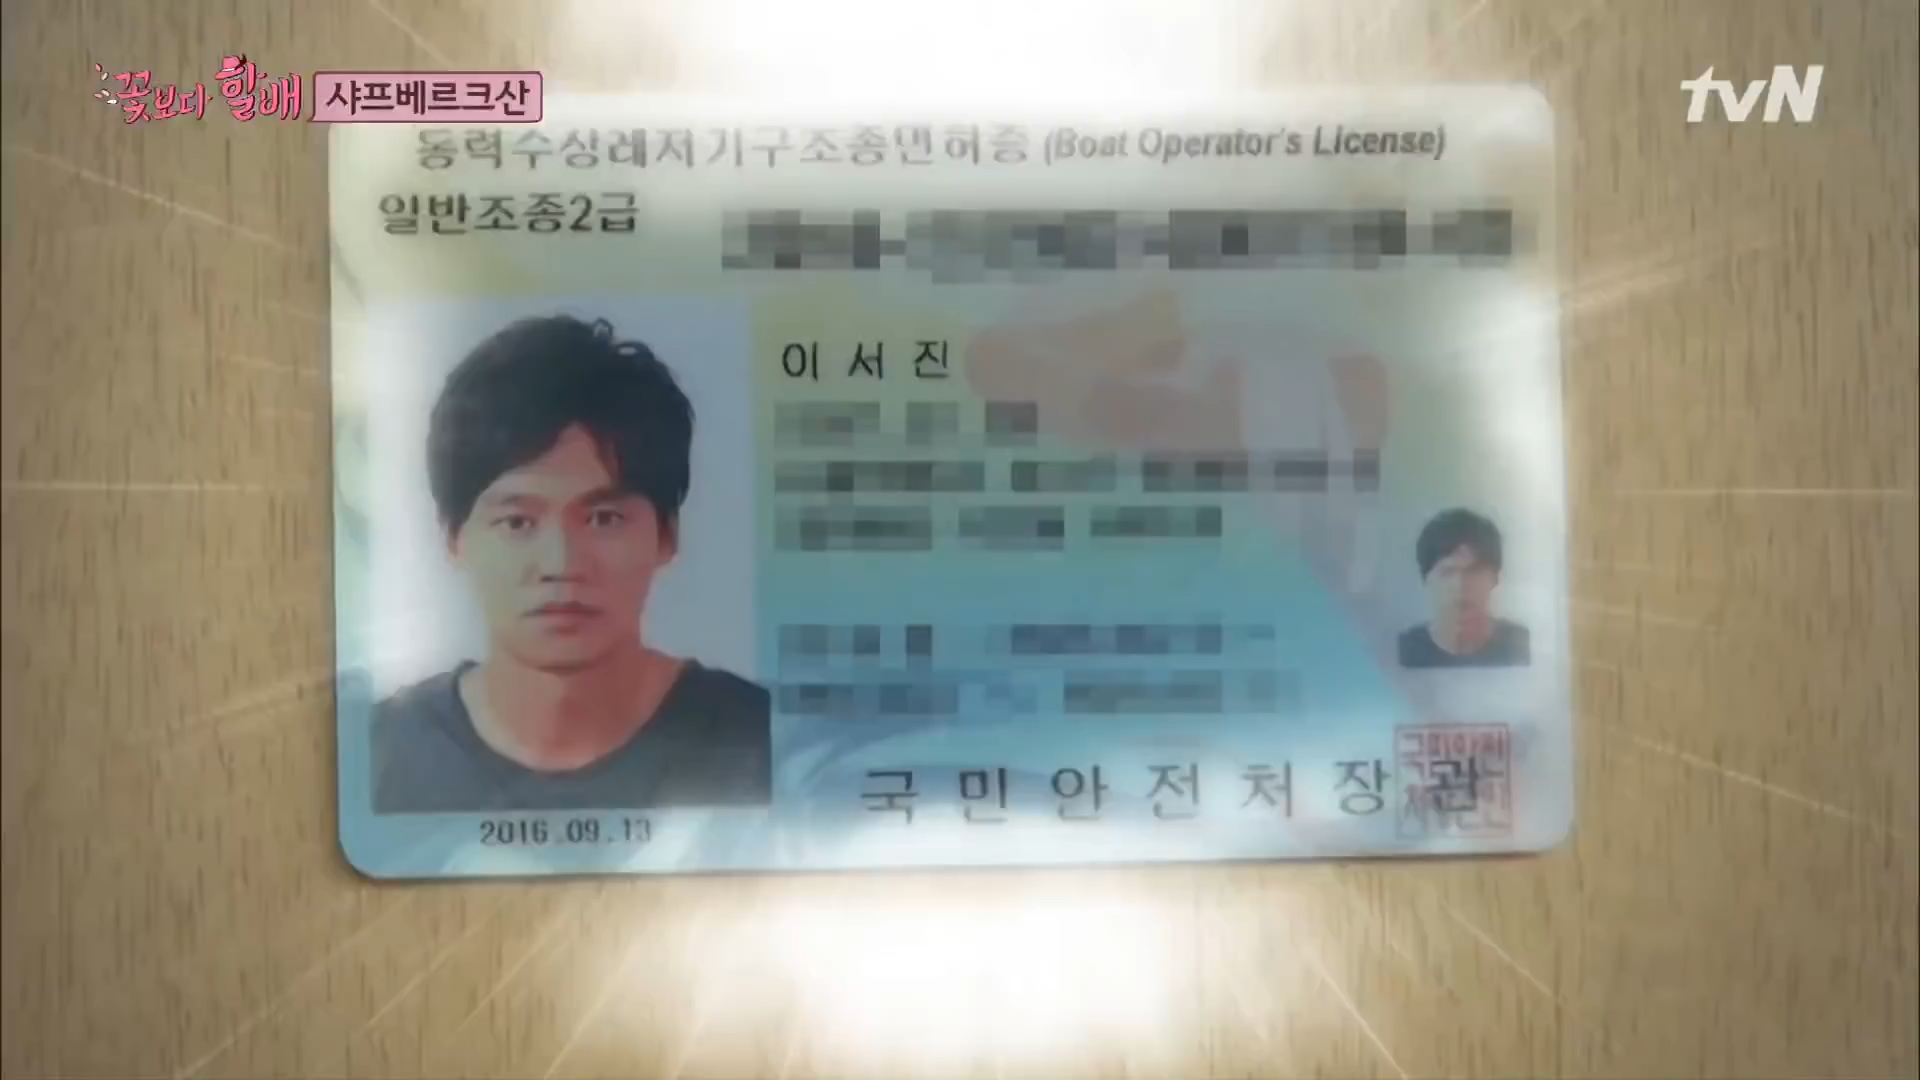 꽃보다 할배 샤프베르크산
tvN
동력수상레저기구조종면허증 (Boat Operator's License)
일반조종2급
이 서 진
2016.09.13
국 민 안 전 처 장 관